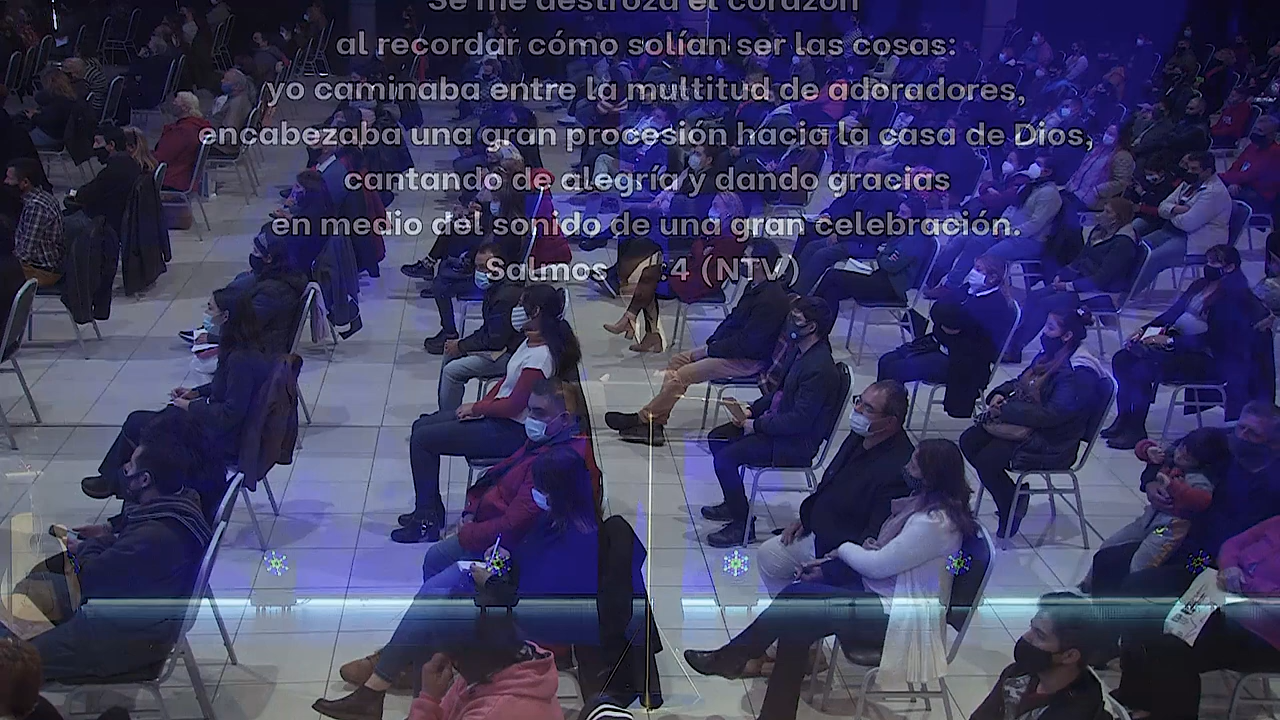 Se me destroza el corazón
al recordar cómo solían ser las cosas:
yo caminaba entre la multitud de adoradores,
encabezaba una gran procesión hacia la casa de Dios,
cantando de alegría y dando gracias
en medio del sonido de una gran celebración.
Salmos :4 (NTV)